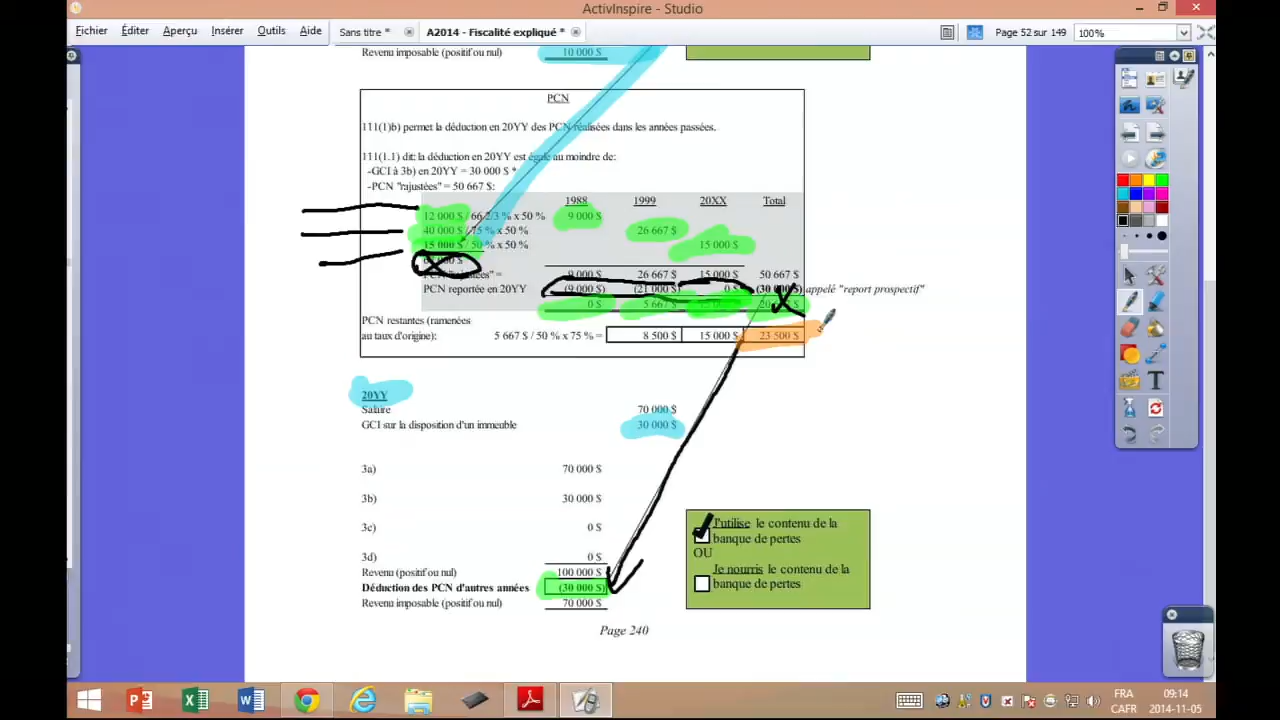 ActivInspire - Studio
Fichier Éditer Aperçu Insérer Outils Aide Sans titre * A2014 - Fiscalité expliqué * Page 52 sur 149 100%
Revenu imposable (positif ou nul) 10 000 $
PCN
111(1)b) permet la déduction en 20YY des PCN réalisées dans les années passées.
111(1.1) dit: la déduction en 20YY est égale au moindre de:
-GCI à 3b) en 20YY = 30 000 $ *
-PCN "rajustées" = 50 667 $:
1988 1999 20XX Total
12 000 $ / 66 2/3 % x 50 % 9 000 $
40 000 $ / 75 % x 50 % 26 667 $
15 000 $ / 50 % x 50 % 15 000 $
PCN "rajustées" = 9 000 $ 26 667 $ 15 000 $ 50 667 $
PCN reportée en 20YY (9 000 $) (21 000 $) 0 $ (30 000 $) appelé "report prospectif"
0 $ 5 667 $
PCN restantes (ramenées
au taux d'origine); 5 667 $ / 50 % x 75 % = 8 500 $ 15 000 $ 23 500 $
20YY
Salaire 70 000 $
GCI sur la disposition d'un immeuble 30 000 $
3a) 70 000 $
3b) 30 000 $
3c) 0 $
3d) 0 $
Revenu (positif ou nul) 100 000 $
Déduction des PCN d'autres années (30 000 $)
Revenu imposable (positif ou nul) 70 000 $
J'utilise le contenu de la
banque de pertes
OU
Je nourris le contenu de la
banque de pertes
Page 240
FRA
CAFR
09:14
2014-11-05